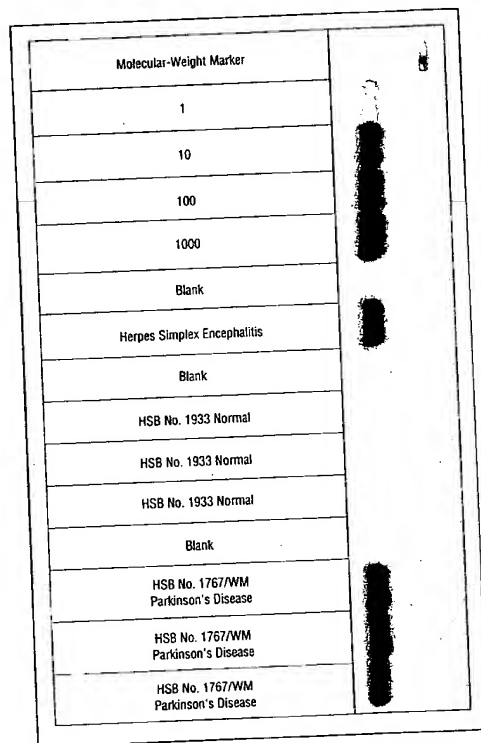 Molecular-Weight Marker
1
10
100
1000
Blank
Herpes Simplex Encephalitis
Blank
HSB No. 1933 Normal
HSB No. 1933 Normal
HSB No. 1933 Normal
Blank
HSB No. 1767/WM
Parkinson's Disease
HSB No. 1767/WM
Parkinson's Disease
HSB No. 1767/WM
Parkinson's Disease